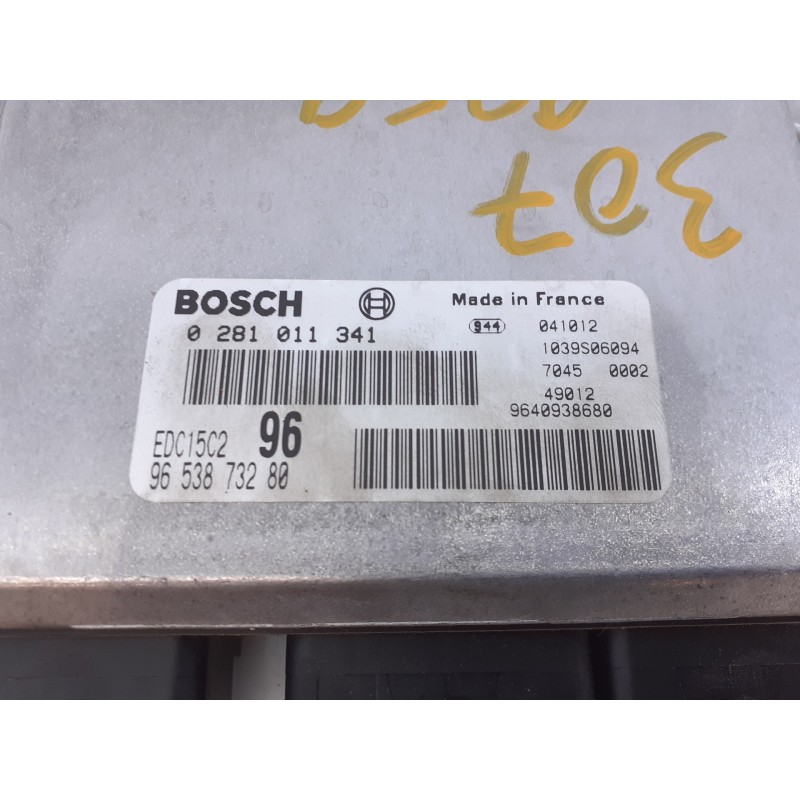 307
BOSCH Made in France
0 281 011 341 944 041012
1039S06094
7045 0002
49012
9640938680
EDC15C2 96
96 538 732 80